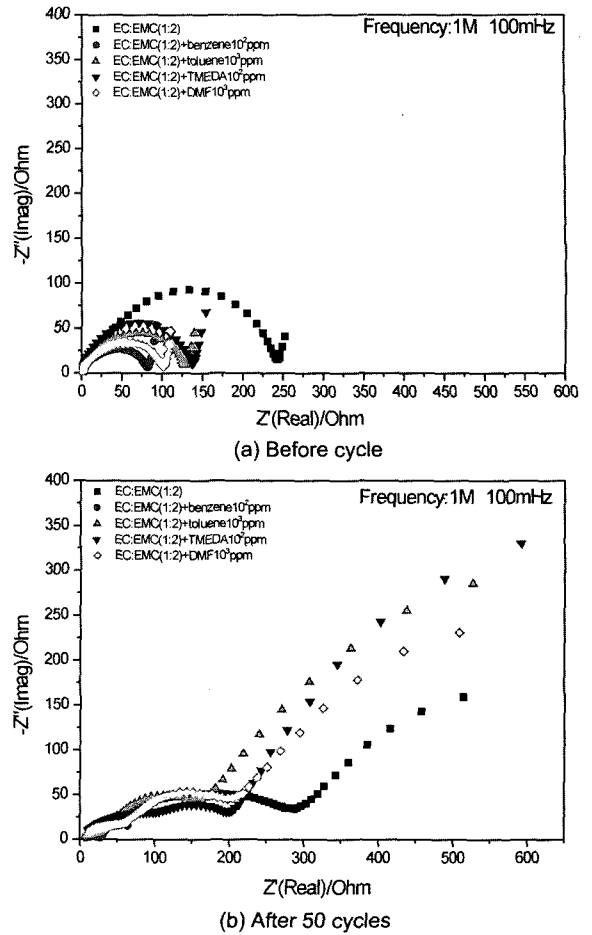 400
350
300
250
200
150
100
50
0
-Z"(Imag)/Ohm
EC:EMC(1:2)
EC:EMC(1:2)+benzene10²ppm
EC:EMC(1:2)+toluene10³ppm
EC:EMC(1:2)+TMEDA10²ppm
EC:EMC(1:2)+DMF10³ppm
Frequency:1M 100mHz
0 50 100 150 200 250 300 350 400 450 500 550 600
Z'(Real)/Ohm
(a) Before cycle
400
350
300
250
200
150
100
50
0
-Z"(Imag)/Ohm
EC:EMC(1:2)
EC:EMC(1:2)+benzene10²ppm
EC:EMC(1:2)+toluene10³ppm
EC:EMC(1:2)+TMEDA10²ppm
EC:EMC(1:2)+DMF10³ppm
Frequency:1M 100mHz
0 100 200 300 400 500 600
Z'(Real)/Ohm
(b) After 50 cycles